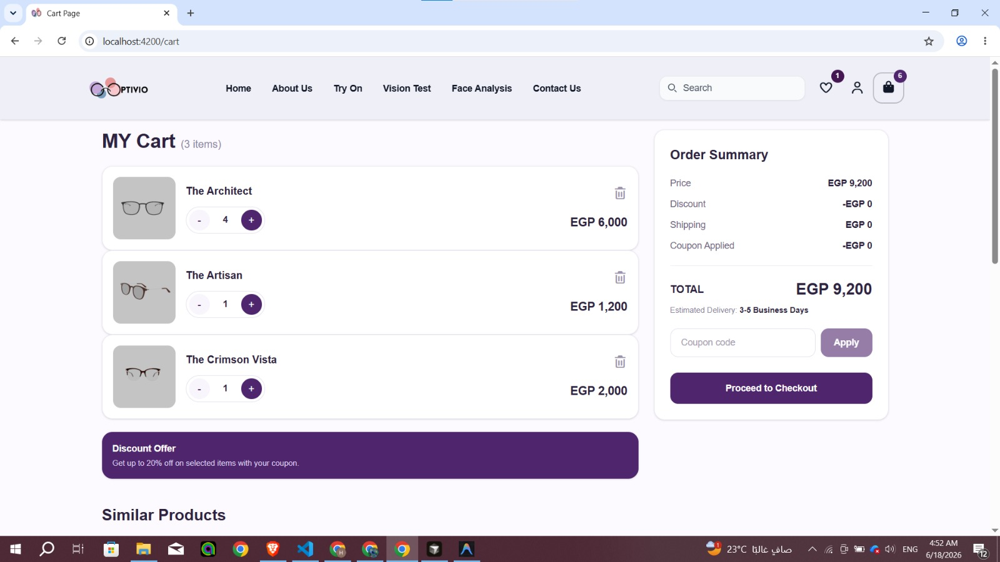 Cart Page
localhost:4200/cart
PTIVIO
Home
About Us
Try On
Vision Test
Face Analysis
Contact Us
Search
1
6
MY Cart (3 items)
The Architect
- 4 +
EGP 6,000
The Artisan
- 1 +
EGP 1,200
The Crimson Vista
- 1 +
EGP 2,000
Discount Offer
Get up to 20% off on selected items with your coupon.
Similar Products
Order Summary
Price EGP 9,200
Discount -EGP 0
Shipping EGP 0
Coupon Applied -EGP 0
TOTAL EGP 9,200
Estimated Delivery: 3-5 Business Days
Coupon code
Apply
Proceed to Checkout
1
23°C صافٍ غالبًا
ENG
4:52 AM
6/18/2026
12